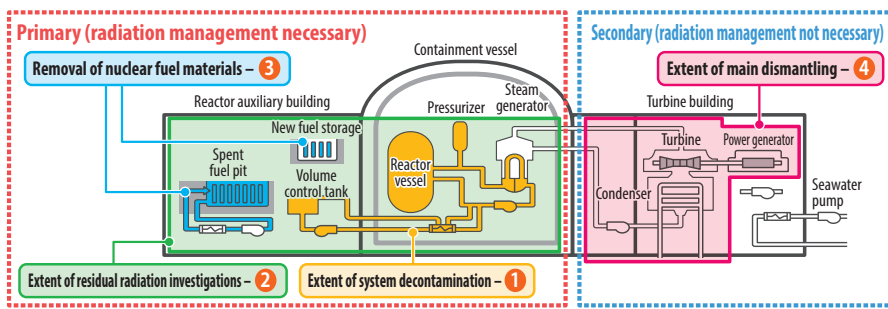 Primary (radiation management necessary)
Secondary (radiation management not necessary)
Removal of nuclear fuel materials – 3
Containment vessel
Extent of main dismantling – 4
Reactor auxiliary building
Pressurizer
Steam
generator
Turbine building
New fuel storage
Spent
fuel pit
Volume
control tank
Reactor
vessel
Turbine
Power generator
Condenser
Seawater
pump
Extent of residual radiation investigations – 2
Extent of system decontamination – 1